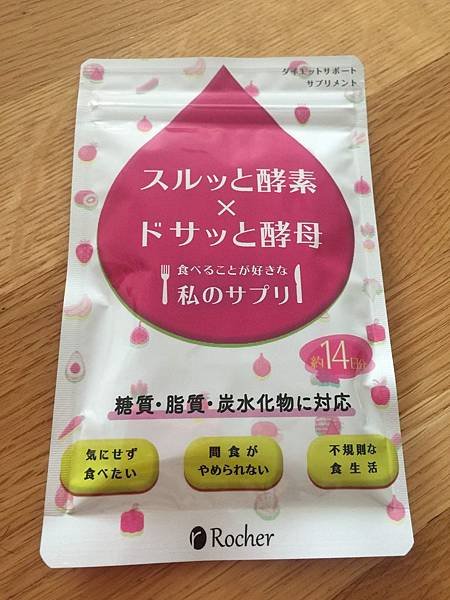 ダイエットサポート
サプリメント
スルッと酵素
×
ドサッと酵母
食べることが好きな
私のサプリ
約14日分
糖質・脂質・炭水化物に対応
気にせず
食べたい
間食が
やめられない
不規則な
食生活
Rocher